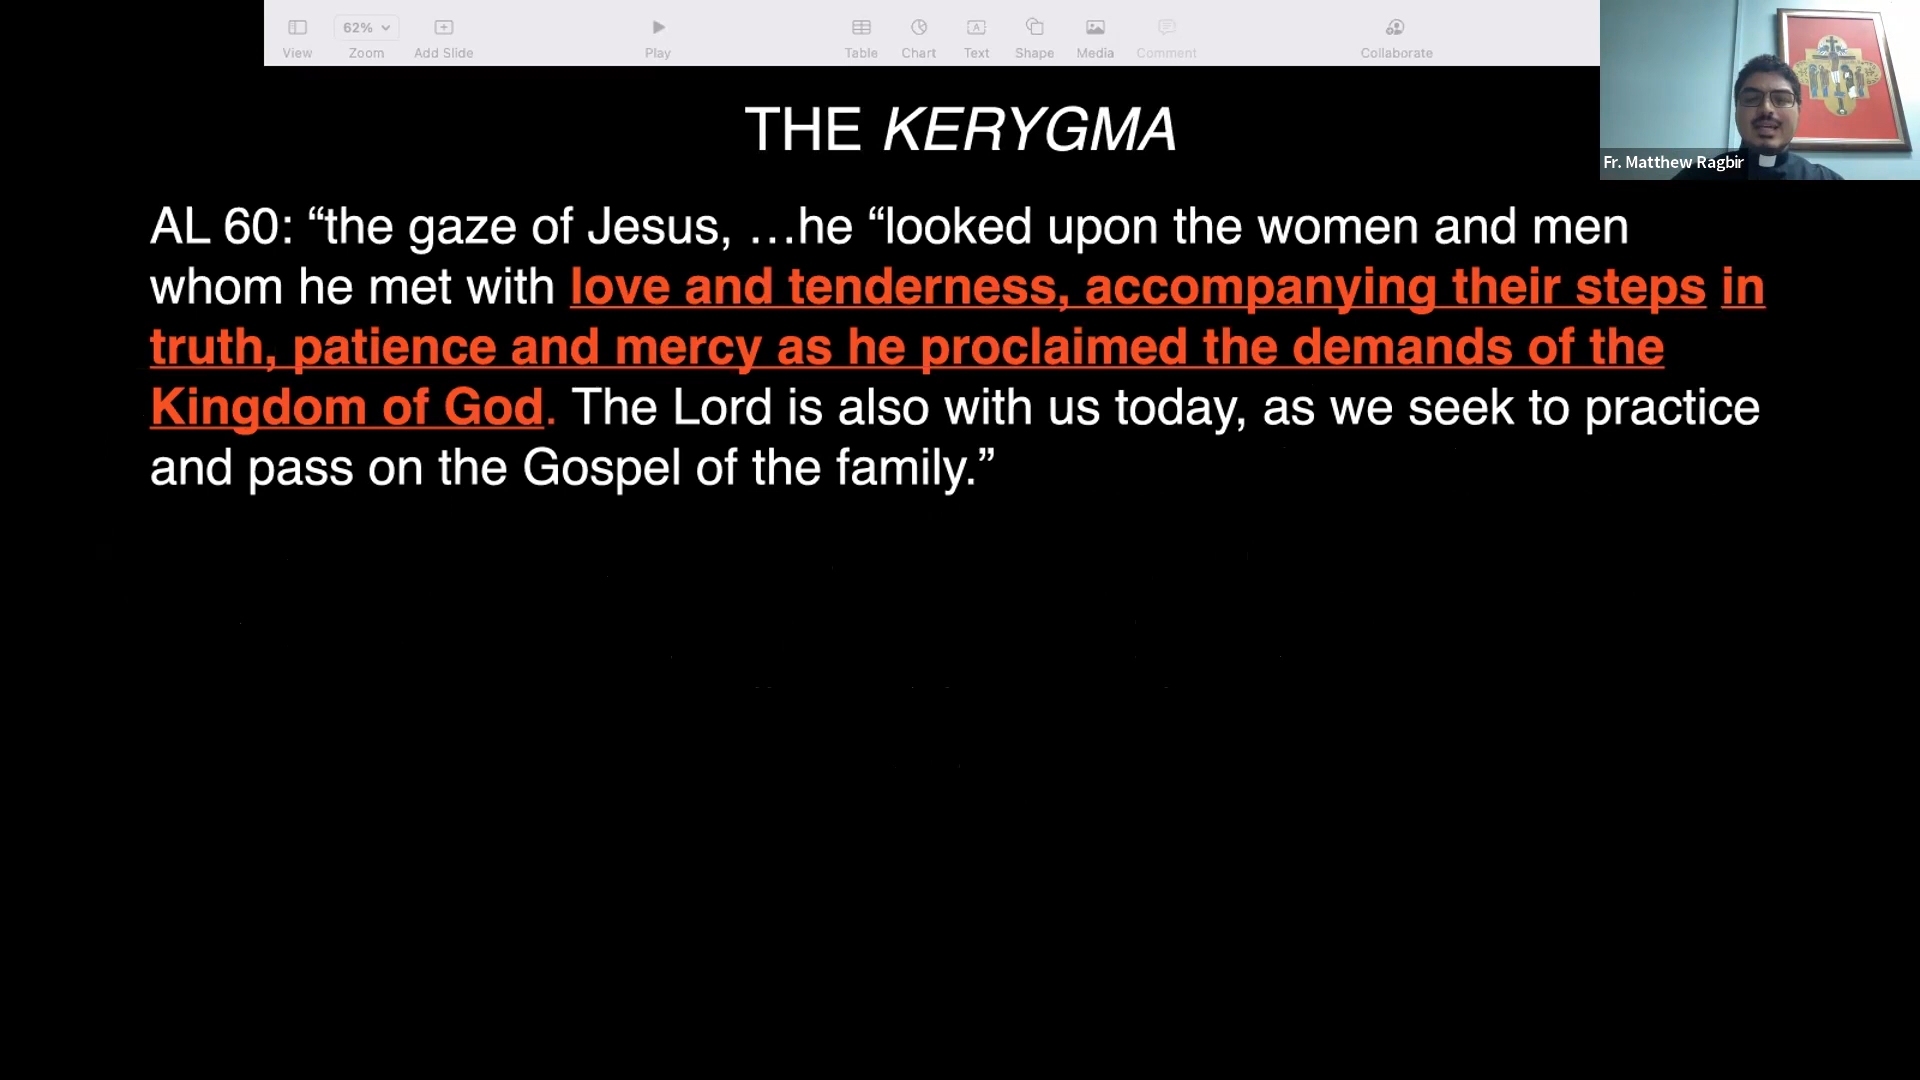 62%
View Zoom Add Slide Play Table Chart Text Shape Media Comment Collaborate
Fr. Matthew Ragbir
THE KERYGMA
AL 60: “the gaze of Jesus, …he “looked upon the women and men
whom he met with love and tenderness, accompanying their steps in
truth, patience and mercy as he proclaimed the demands of the
Kingdom of God. The Lord is also with us today, as we seek to practice
and pass on the Gospel of the family.”